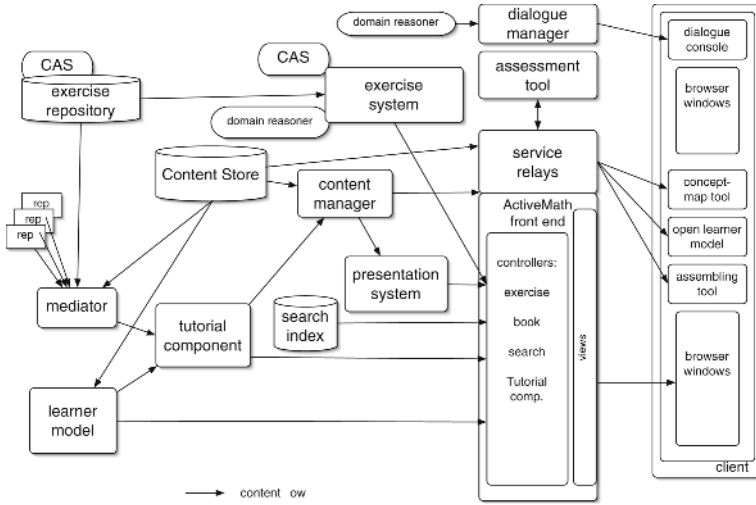 domain reasoner
dialogue
manager
dialogue
console
CAS
exercise
repository
CAS
exercise
system
domain reasoner
assessment
tool
browser
windows
Content Store
service
relays
content
manager
concept-
map tool
rep
rep
rep
ActiveMath
front end
open learner
model
mediator
presentation
system
controllers:
exercise
book
search
Tutorial
comp.
views
assembling
tool
tutorial
component
search
index
browser
windows
learner
model
client
content ow